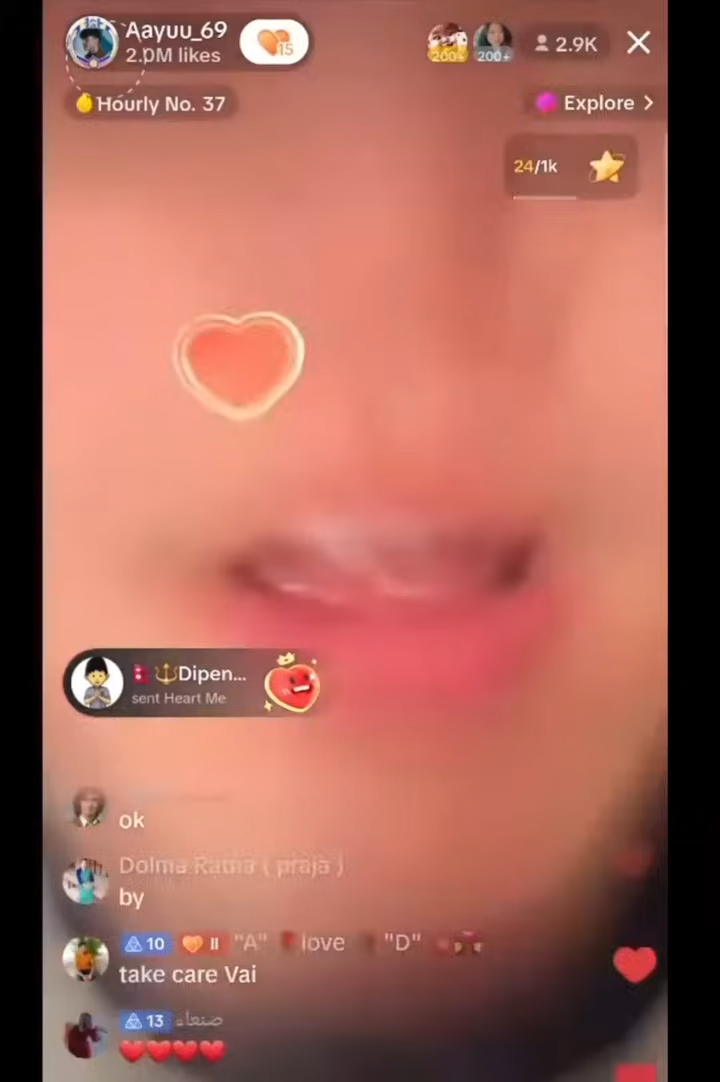 Aayuu_69
2.0M likes
15
200+
200+
2.9K
Hourly No. 37
Explore
24/1k
Dipen...
sent Heart Me
ok
Dolma Ratna ( praja )
by
10 II "A" love "D"
take care Vai
13 صنعاء